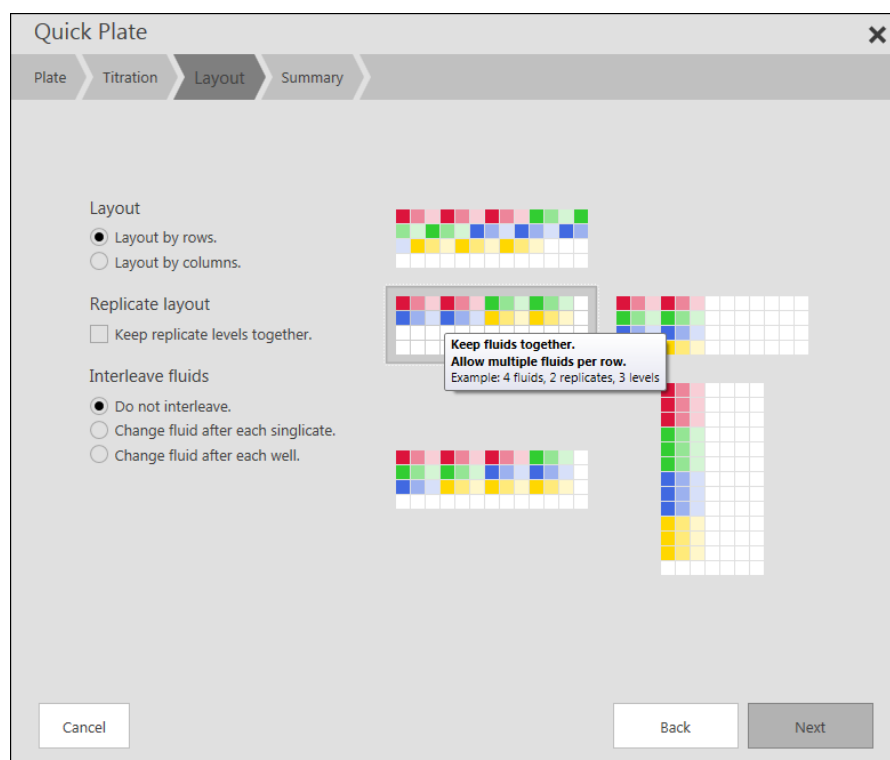 Quick Plate
Plate
Titration
Layout
Summary
Layout
Layout by rows.
Layout by columns.
Replicate layout
Keep replicate levels together.
Keep fluids together.
Allow multiple fluids per row.
Example: 4 fluids, 2 replicates, 3 levels
Interleave fluids
Do not interleave.
Change fluid after each singlicate.
Change fluid after each well.
Cancel
Back
Next